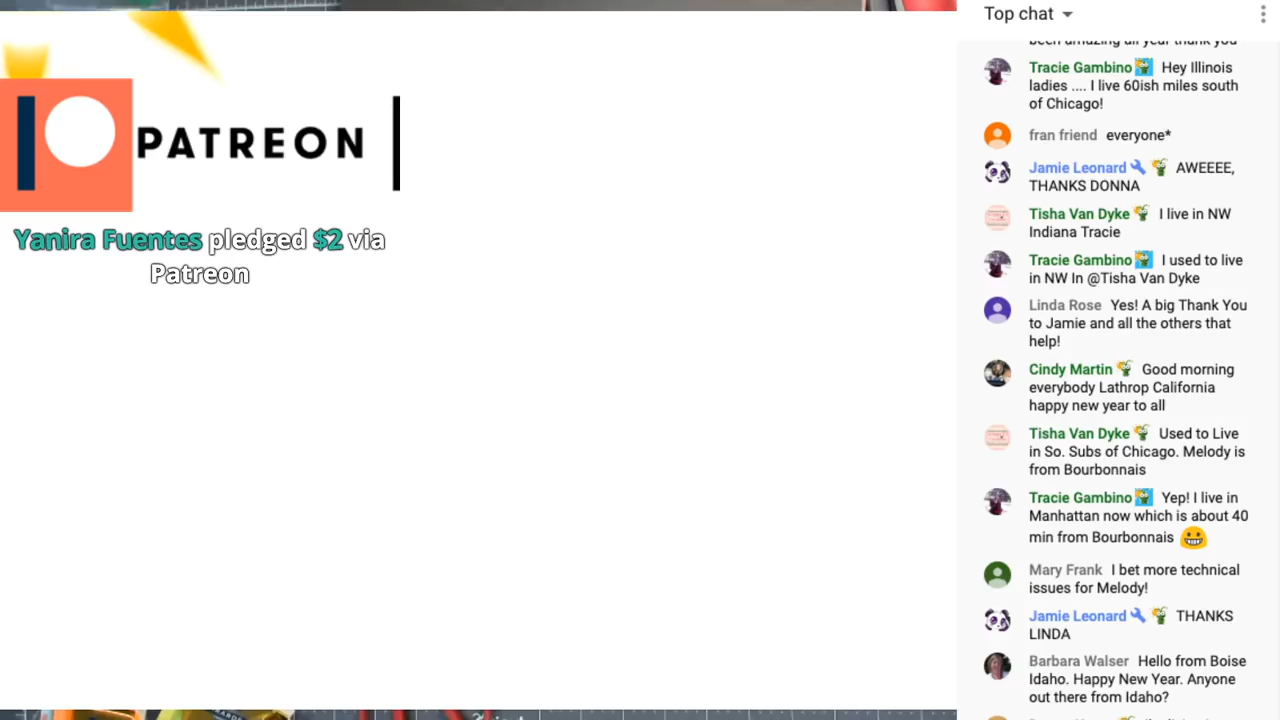 PATREON
Yanira Fuentes pledged $2 via
Patreon
Top chat
been amazing all year thank you
Tracie Gambino Hey Illinois
ladies .... I live 60ish miles south
of Chicago!
fran friend everyone*
Jamie Leonard AWEEEE,
THANKS DONNA
Tisha Van Dyke I live in NW
Indiana Tracie
Tracie Gambino I used to live
in NW In @Tisha Van Dyke
Linda Rose Yes! A big Thank You
to Jamie and all the others that
help!
Cindy Martin Good morning
everybody Lathrop California
happy new year to all
Tisha Van Dyke Used to Live
in So. Subs of Chicago. Melody is
from Bourbonnais
Tracie Gambino Yep! I live in
Manhattan now which is about 40
min from Bourbonnais
Mary Frank I bet more technical
issues for Melody!
Jamie Leonard THANKS
LINDA
Barbara Walser Hello from Boise
Idaho. Happy New Year. Anyone
out there from Idaho?